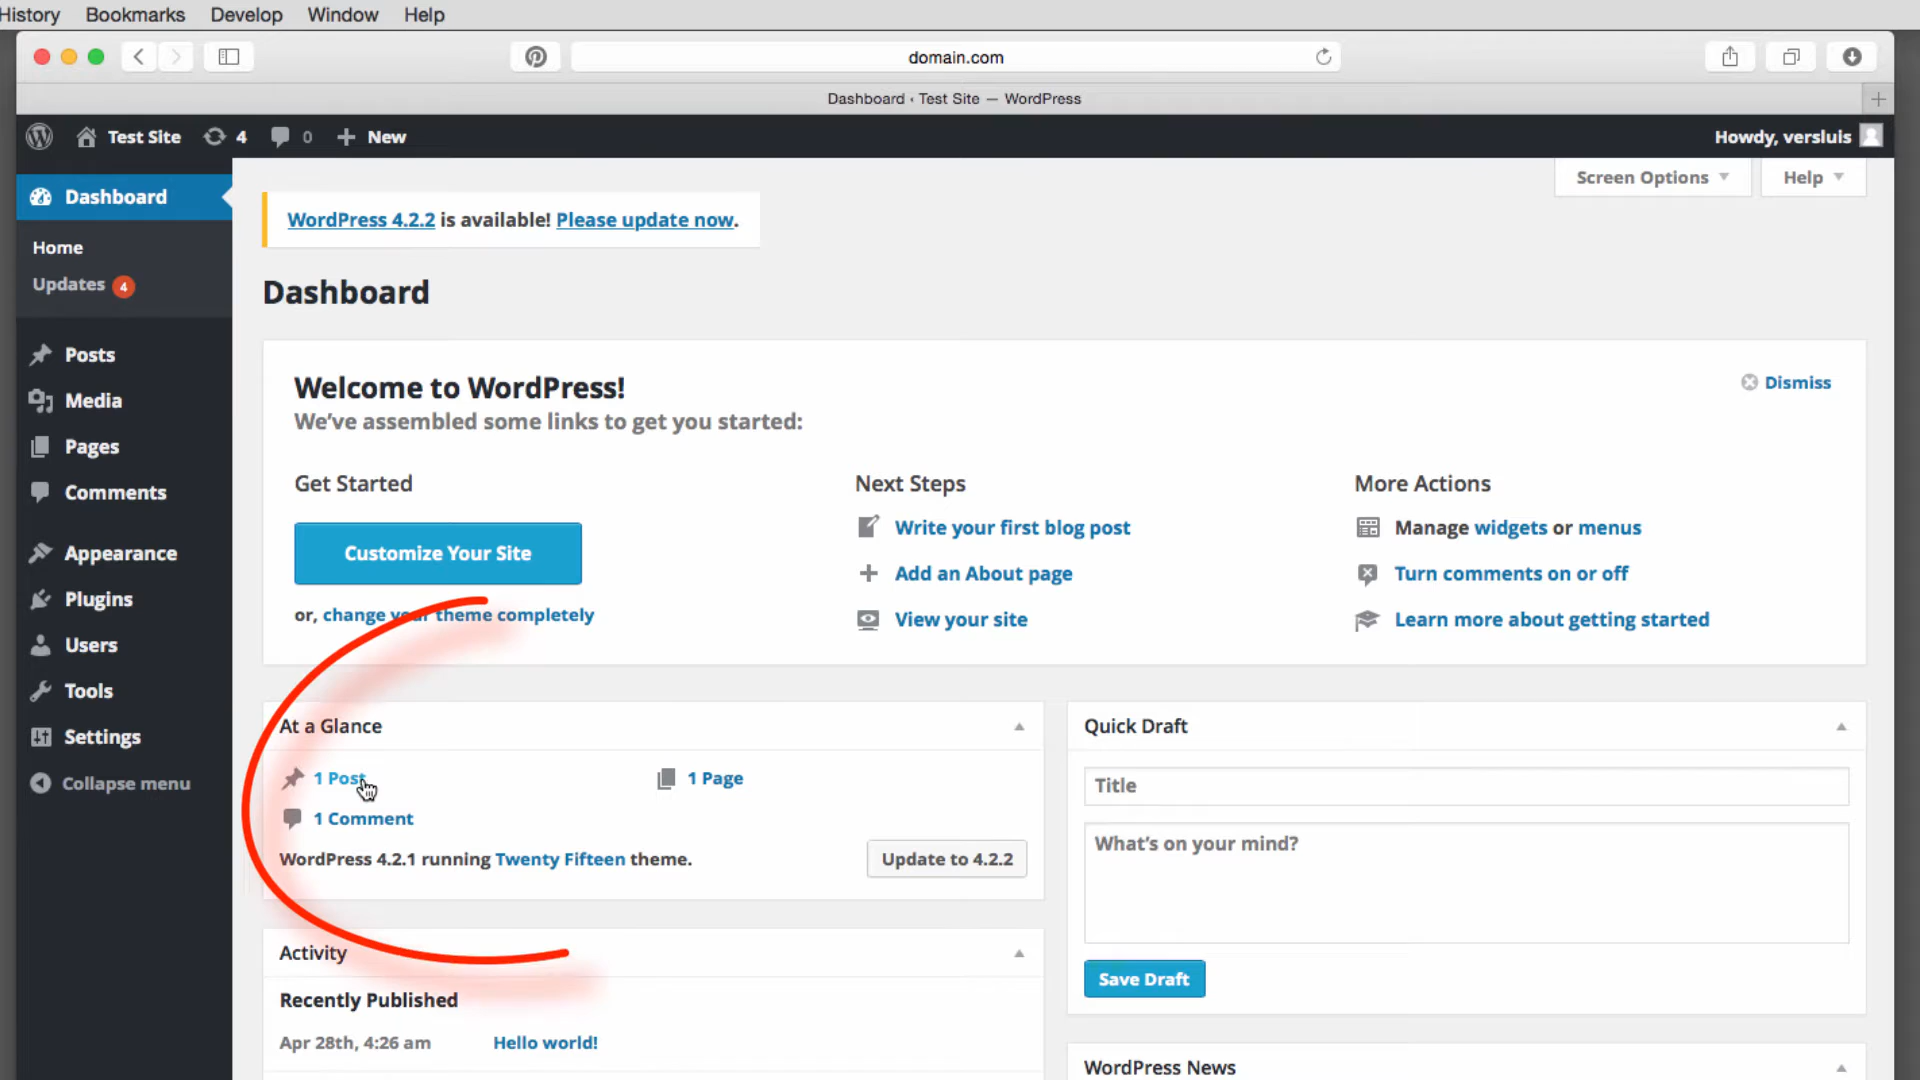 History Bookmarks Develop Window Help
domain.com
Dashboard ‹ Test Site — WordPress
Test Site 4 0 New Howdy, versluis
Screen Options Help
Dashboard
Home
Updates 4
Posts
Media
Pages
Comments
Appearance
Plugins
Users
Tools
Settings
Collapse menu
WordPress 4.2.2 is available! Please update now.
Dashboard
Welcome to WordPress!
Dismiss
We've assembled some links to get you started:
Get Started
Customize Your Site
or, change your theme completely
Next Steps
Write your first blog post
Add an About page
View your site
More Actions
Manage widgets or menus
Turn comments on or off
Learn more about getting started
At a Glance
1 Post 1 Page
1 Comment
WordPress 4.2.1 running Twenty Fifteen theme. Update to 4.2.2
Activity
Recently Published
Apr 28th, 4:26 am Hello world!
Quick Draft
Title
What's on your mind?
Save Draft
WordPress News